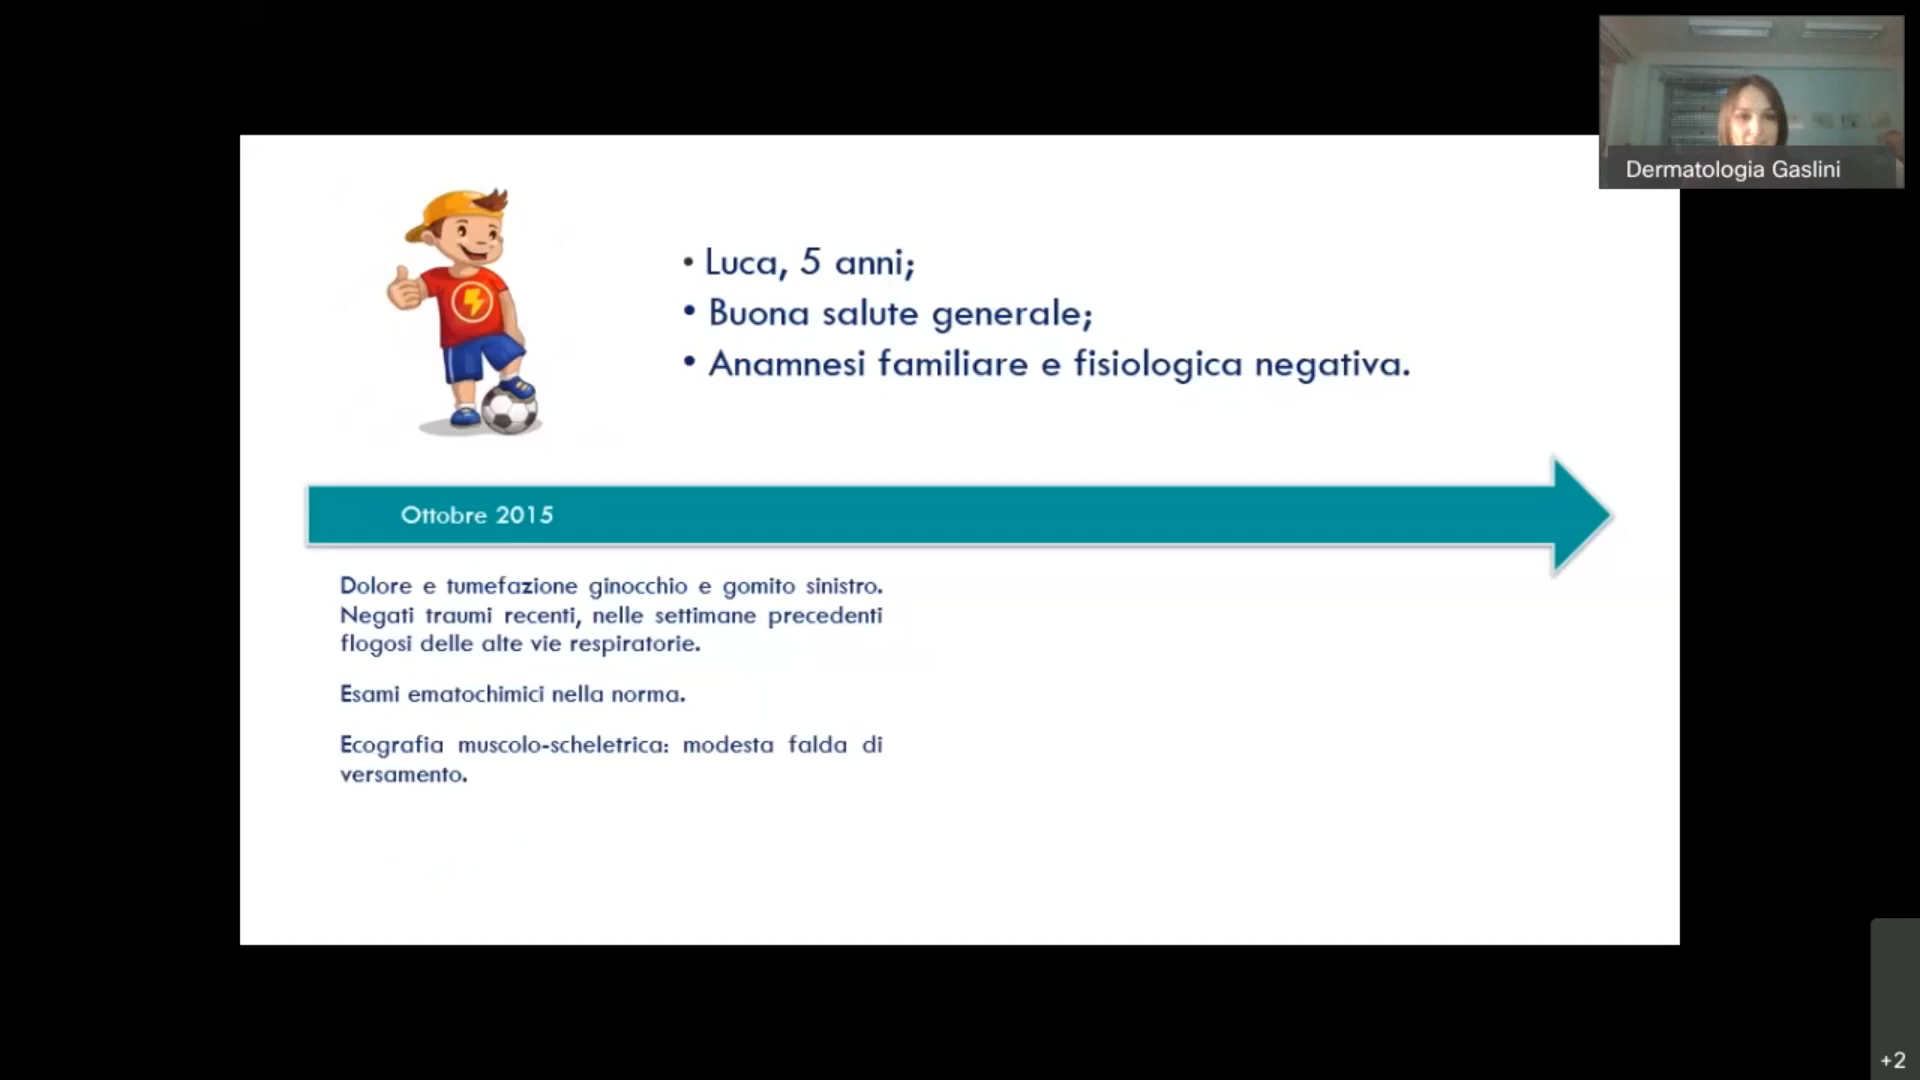 Dermatologia Gaslini
• Luca, 5 anni;
• Buona salute generale;
• Anamnesi familiare e fisiologica negativa.
Ottobre 2015
Dolore e tumefazione ginocchio e gomito sinistro.
Negati traumi recenti, nelle settimane precedenti
flogosi delle alte vie respiratorie.
Esami ematochimici nella norma.
Ecografia muscolo-scheletrica: modesta falda di
versamento.
+2